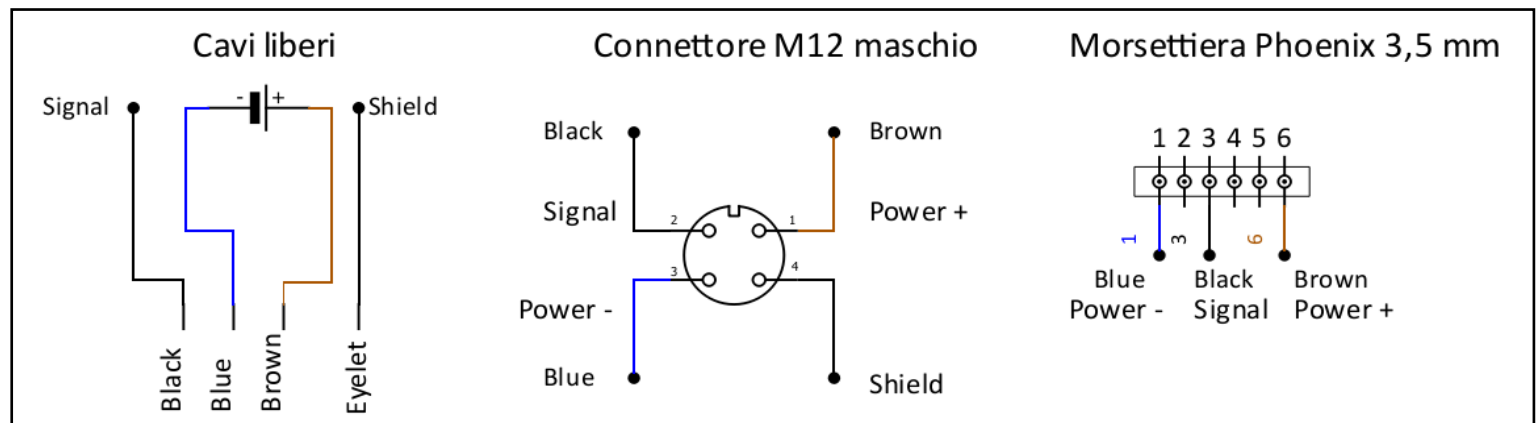 Cavi liberi
Signal
- +
Shield
Black
Blue
Brown
Eyelet
Connettore M12 maschio
Black
Brown
Signal
2
1
Power +
3
4
Power -
Blue
Shield
Morsettiera Phoenix 3,5 mm
1 2 3 4 5 6
1
3
6
Blue
Black
Brown
Power -
Signal
Power +